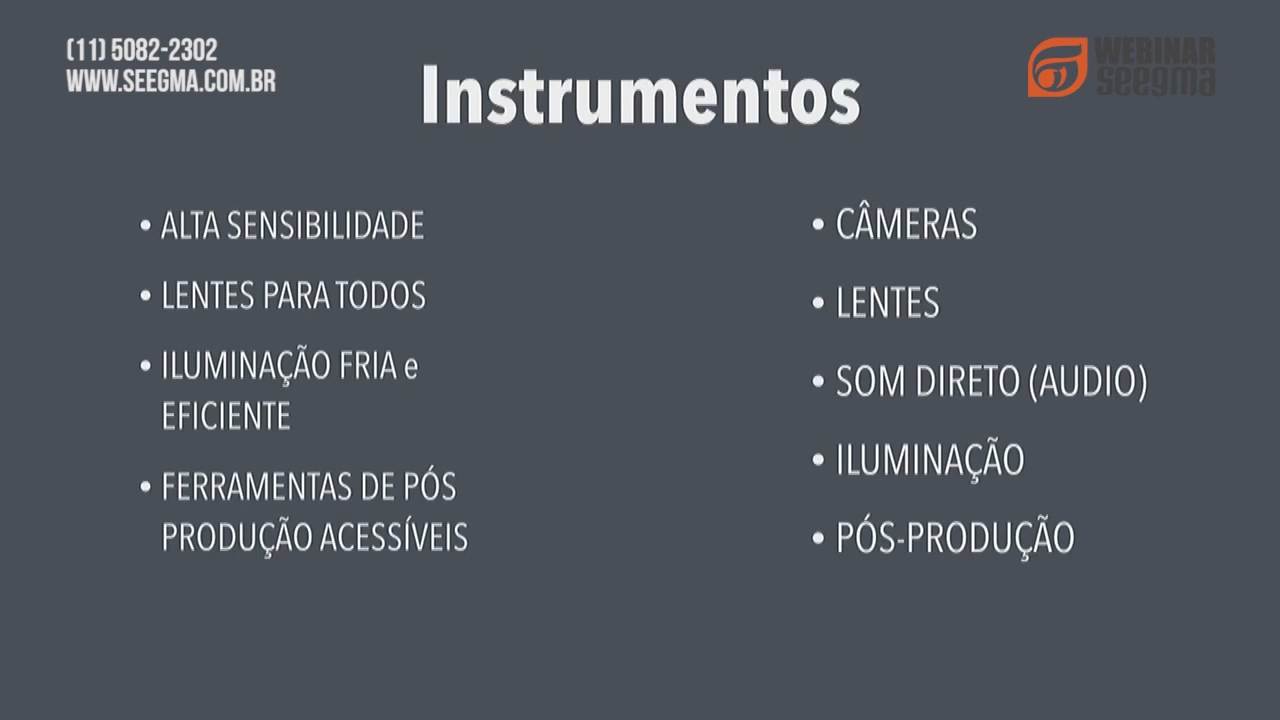 (11) 5082-2302
WWW.SEEGMA.COM.BR
WEBINAR
seegma
Instrumentos
• ALTA SENSIBILIDADE
• LENTES PARA TODOS
• ILUMINAÇÃO FRIA e
EFICIENTE
• FERRAMENTAS DE PÓS
PRODUÇÃO ACESSÍVEIS
• CÂMERAS
• LENTES
• SOM DIRETO (AUDIO)
• ILUMINAÇÃO
• PÓS-PRODUÇÃO